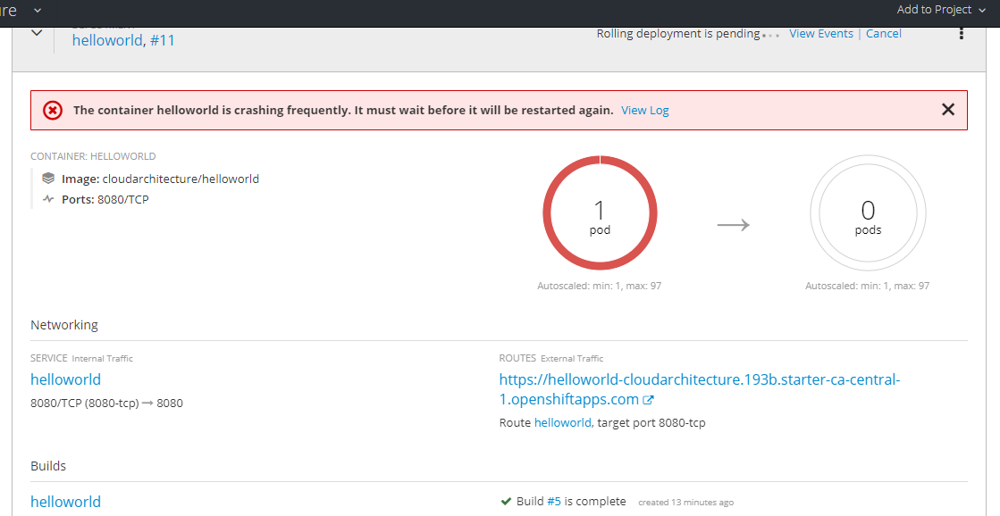 Add to Project
helloworld, #11
Rolling deployment is pending... View Events | Cancel
The container helloworld is crashing frequently. It must wait before it will be restarted again. View Log
CONTAINER: HELLOWORLD
Image: cloudarchitecture/helloworld
Ports: 8080/TCP
1
pod
Autoscaled: min: 1, max: 97
0
pods
Autoscaled: min: 1, max: 97
Networking
SERVICE Internal Traffic
helloworld
8080/TCP (8080-tcp) → 8080
ROUTES External Traffic
https://helloworld-cloudarchitecture.193b.starter-ca-central-
1.openshiftapps.com
Route helloworld, target port 8080-tcp
Builds
helloworld
Build #5 is complete created 13 minutes ago